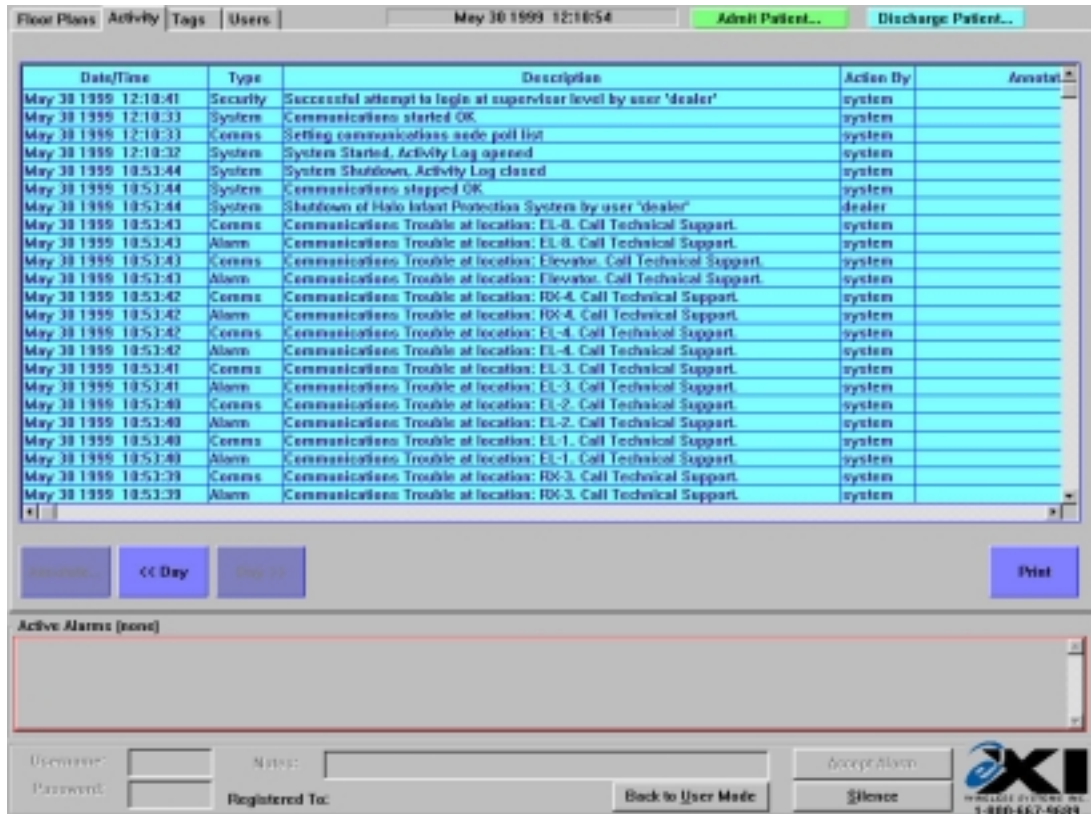 Floor Plans Activity Tags Users May 30 1999 12:10:54 Admit Patient... Discharge Patient...
Date/Time Type Description Action By Annotat
May 30 1999 12:10:41 Security Successful attempt to login at supervisor level by user 'dealer' system
May 30 1999 12:10:33 System Communications started OK system
May 30 1999 12:10:33 Comms Setting communications node poll list system
May 30 1999 12:10:32 System System Started, Activity Log opened system
May 30 1999 10:53:44 System System Shutdown, Activity Log closed system
May 30 1999 10:53:44 System Communications stopped OK system
May 30 1999 10:53:44 System Shutdown of Halo Infant Protection System by user 'dealer' dealer
May 30 1999 10:53:43 Comms Communications Trouble at location: EL-8. Call Technical Support. system
May 30 1999 10:53:43 Alarm Communications Trouble at location: EL-8. Call Technical Support. system
May 30 1999 10:53:43 Comms Communications Trouble at location: Elevator. Call Technical Support. system
May 30 1999 10:53:43 Alarm Communications Trouble at location: Elevator. Call Technical Support. system
May 30 1999 10:53:42 Comms Communications Trouble at location: RX-4. Call Technical Support. system
May 30 1999 10:53:42 Alarm Communications Trouble at location: RX-4. Call Technical Support. system
May 30 1999 10:53:42 Comms Communications Trouble at location: EL-4. Call Technical Support. system
May 30 1999 10:53:42 Alarm Communications Trouble at location: EL-4. Call Technical Support. system
May 30 1999 10:53:41 Comms Communications Trouble at location: EL-3. Call Technical Support. system
May 30 1999 10:53:41 Alarm Communications Trouble at location: EL-3. Call Technical Support. system
May 30 1999 10:53:40 Comms Communications Trouble at location: EL-2. Call Technical Support. system
May 30 1999 10:53:40 Alarm Communications Trouble at location: EL-2. Call Technical Support. system
May 30 1999 10:53:40 Comms Communications Trouble at location: EL-1. Call Technical Support. system
May 30 1999 10:53:40 Alarm Communications Trouble at location: EL-1. Call Technical Support. system
May 30 1999 10:53:39 Comms Communications Trouble at location: RX-3. Call Technical Support. system
May 30 1999 10:53:39 Alarm Communications Trouble at location: RX-3. Call Technical Support. system
<< Day Day >> Print
Active Alarms (none)
Username: Notes: Accept Alarm
Password: Registered To: Back to User Mode Silence
eXI
WIRELESS SYSTEMS INC.
1-800-667-9689